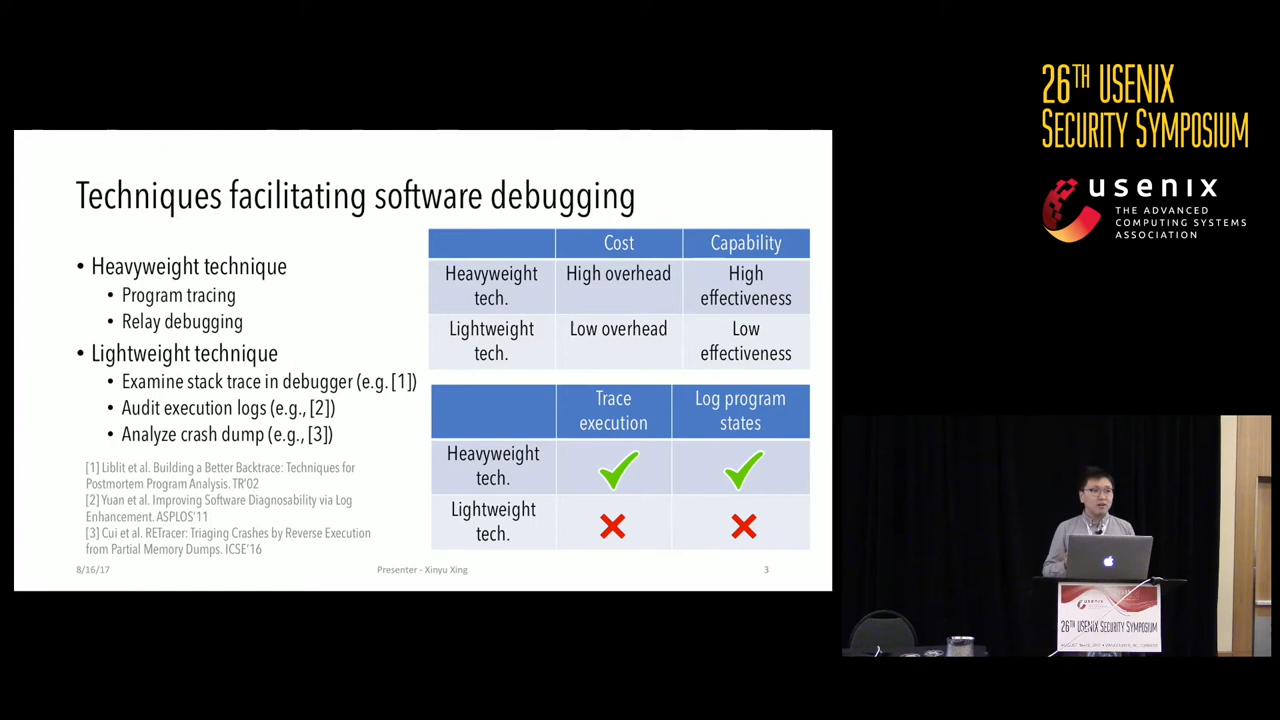 26TH USENIX
SECURITY SYMPOSIUM
usenix
THE ADVANCED
COMPUTING SYSTEMS
ASSOCIATION
Techniques facilitating software debugging
• Heavyweight technique
• Program tracing
• Relay debugging
• Lightweight technique
• Examine stack trace in debugger (e.g. [1])
• Audit execution logs (e.g., [2])
• Analyze crash dump (e.g., [3])
[1] Liblit et al. Building a Better Backtrace: Techniques for
Postmortem Program Analysis. TR'02
[2] Yuan et al. Improving Software Diagnosability via Log
Enhancement. ASPLOS'11
[3] Cui et al. RETracer: Triaging Crashes by Reverse Execution
from Partial Memory Dumps. ICSE'16
Cost Capability
Heavyweight tech. High overhead High effectiveness
Lightweight tech. Low overhead Low effectiveness
Trace execution Log program states
Heavyweight tech.
Lightweight tech.
8/16/17 Presenter - Xinyu Xing 3
usenix
26TH USENIX SECURITY SYMPOSIUM